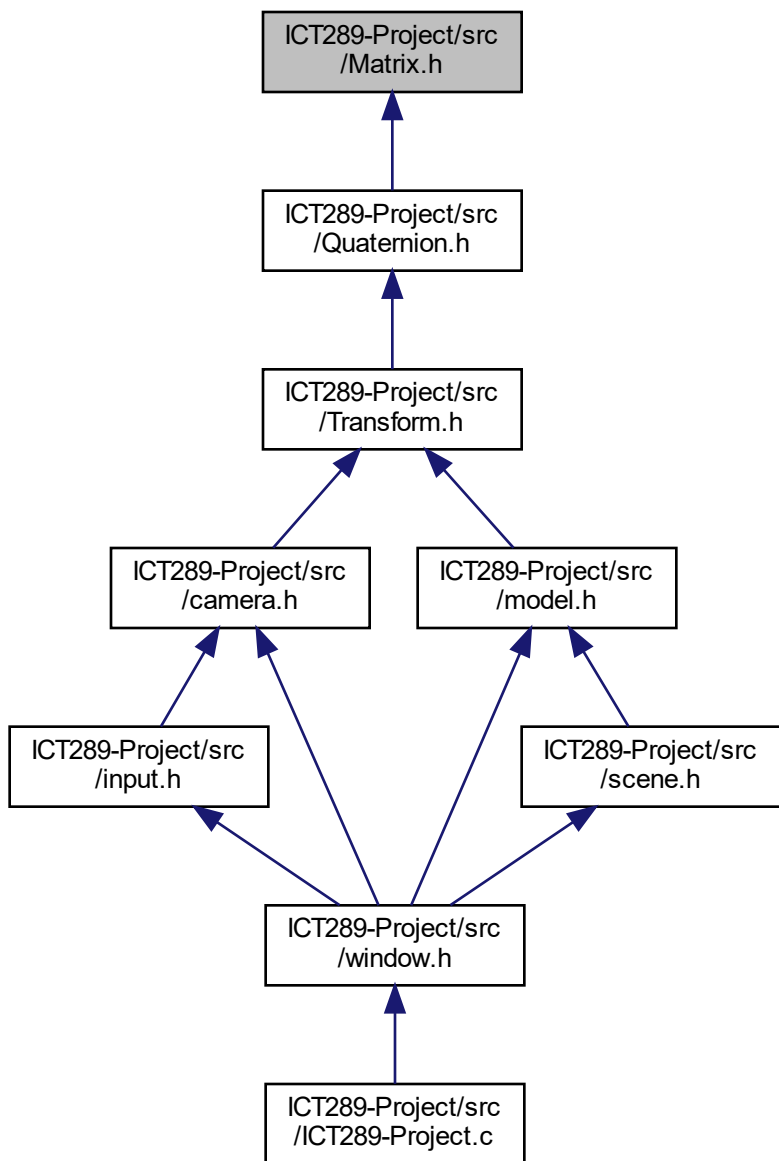 ICT289-Project/src
/Matrix.h
ICT289-Project/src
/Quaternion.h
ICT289-Project/src
/Transform.h
ICT289-Project/src
/camera.h
ICT289-Project/src
/model.h
ICT289-Project/src
/input.h
ICT289-Project/src
/scene.h
ICT289-Project/src
/window.h
ICT289-Project/src
/ICT289-Project.c